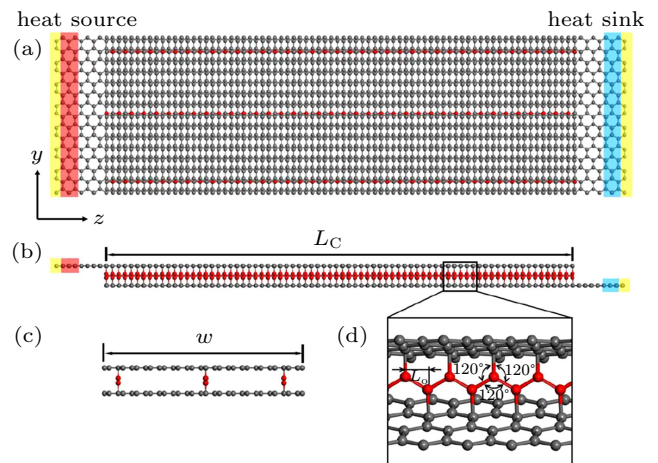 heat source
heat sink
(a)
y
z
(b)
L_C
(c)
w
(d)
120° 120°
L_o
120°